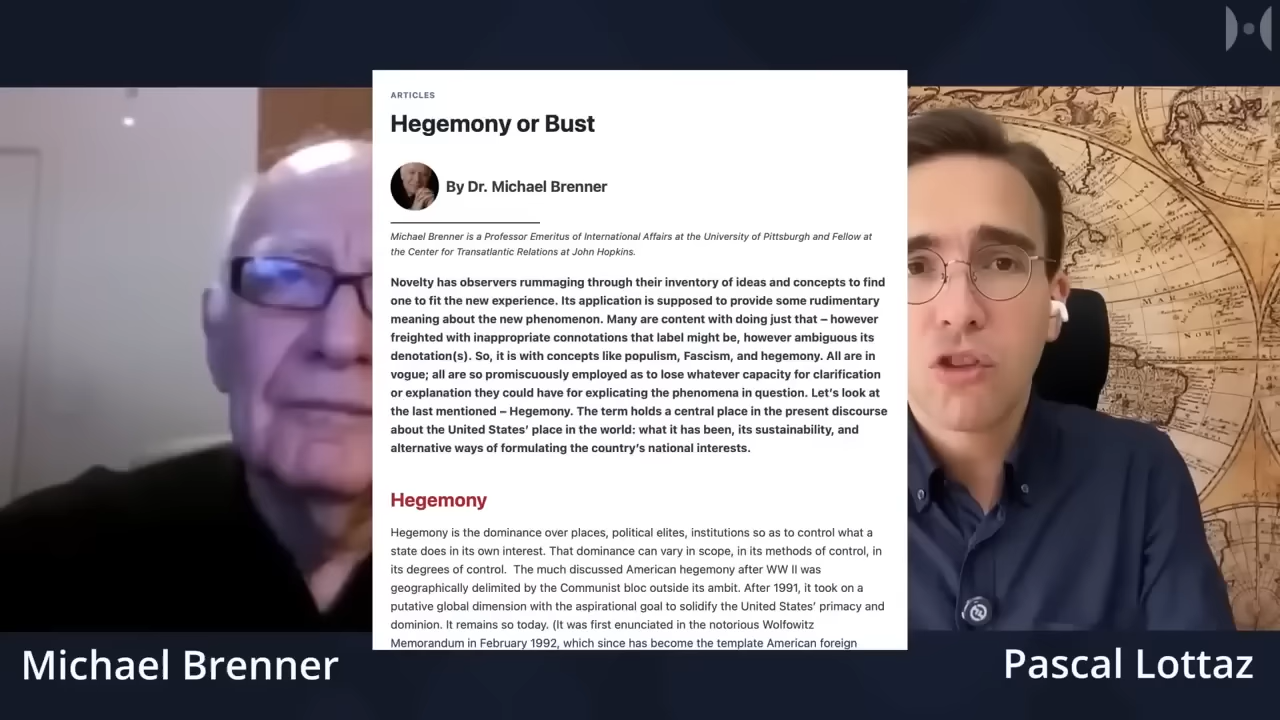 ARTICLES
Hegemony or Bust
By Dr. Michael Brenner
Michael Brenner is a Professor Emeritus of International Affairs at the University of Pittsburgh and Fellow at
the Center for Transatlantic Relations at John Hopkins.
Novelty has observers rummaging through their inventory of ideas and concepts to find
one to fit the new experience. Its application is supposed to provide some rudimentary
meaning about the new phenomenon. Many are content with doing just that – however
freighted with inappropriate connotations that label might be, however ambiguous its
denotation(s). So, it is with concepts like populism, Fascism, and hegemony. All are in
vogue; all are so promiscuously employed as to lose whatever capacity for clarification
or explanation they could have for explicating the phenomena in question. Let’s look at
the last mentioned – Hegemony. The term holds a central place in the present discourse
about the United States’ place in the world: what it has been, its sustainability, and
alternative ways of formulating the country’s national interests.
Hegemony
Hegemony is the dominance over places, political elites, institutions so as to control what a
state does in its own interest. That dominance can vary in scope, in its methods of control, in
its degrees of control.  The much discussed American hegemony after WW II was
geographically delimited by the Communist bloc outside its ambit. After 1991, it took on a
putative global dimension with the aspirational goal to solidify the United States’ primacy and
dominion. It remains so today. (It was first enunciated in the notorious Wolfowitz
Memorandum in February 1992, which since has become the template American foreign
MAR
NORT
Michael Brenner
Pascal Lottaz